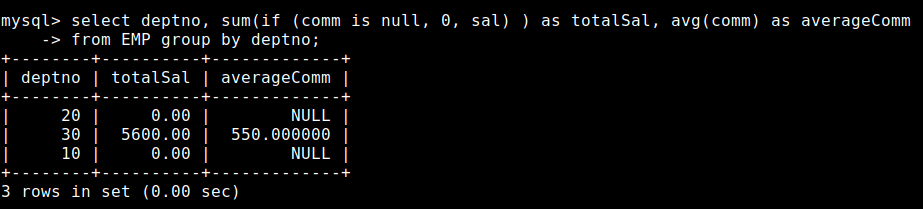 mysql> select deptno, sum(if (comm is null, 0, sal) ) as totalSal, avg(comm) as averageComm
    -> from EMP group by deptno;
+--------+----------+-------------+
| deptno | totalSal | averageComm |
+--------+----------+-------------+
|     20 |     0.00 |        NULL |
|     30 |  5600.00 |  550.000000 |
|     10 |     0.00 |        NULL |
+--------+----------+-------------+
3 rows in set (0.00 sec)